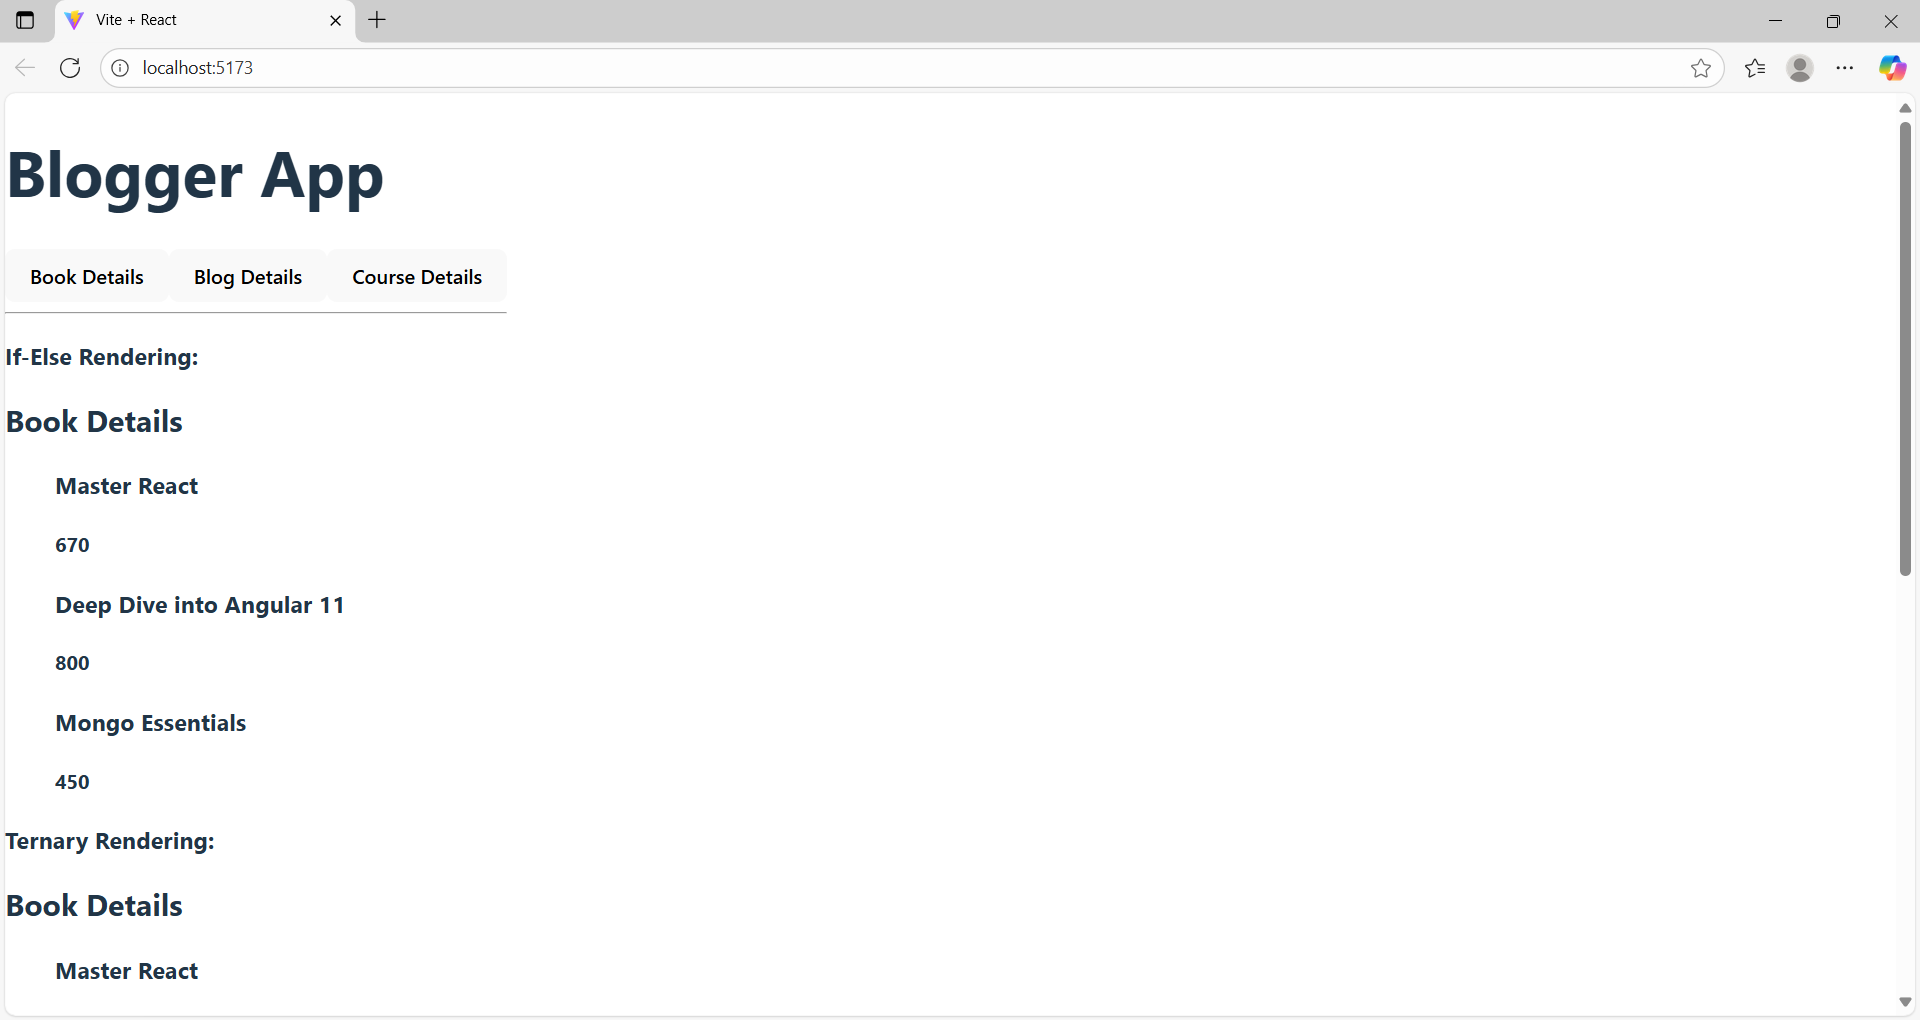 Vite + React
localhost:5173
Blogger App
Book Details Blog Details Course Details
If-Else Rendering:
Book Details
Master React
670
Deep Dive into Angular 11
800
Mongo Essentials
450
Ternary Rendering:
Book Details
Master React